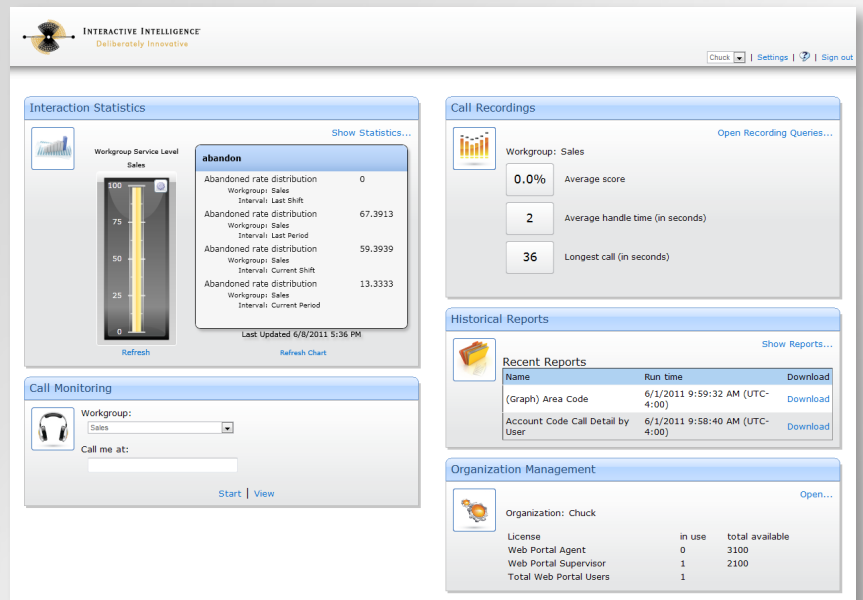 INTERACTIVE INTELLIGENCE®
Deliberately Innovative
Chuck | Settings | ? | Sign out
Interaction Statistics
Show Statistics...
Workgroup Service Level
Sales
100
75
50
25
0
Refresh
abandon
Abandoned rate distribution 0
Workgroup: Sales
Interval: Last Shift
Abandoned rate distribution 67.3913
Workgroup: Sales
Interval: Last Period
Abandoned rate distribution 59.3939
Workgroup: Sales
Interval: Current Shift
Abandoned rate distribution 13.3333
Workgroup: Sales
Interval: Current Period
Last Updated 6/8/2011 5:36 PM
Refresh Chart
Call Monitoring
Workgroup:
Sales
Call me at:
Start | View
Call Recordings
Open Recording Queries...
Workgroup: Sales
0.0% Average score
2 Average handle time (in seconds)
36 Longest call (in seconds)
Historical Reports
Show Reports...
Recent Reports
Name Run time Download
(Graph) Area Code 6/1/2011 9:59:32 AM (UTC-
4:00) Download
Account Code Call Detail by 6/1/2011 9:58:40 AM (UTC-
User 4:00) Download
Organization Management
Open...
Organization: Chuck
License in use total available
Web Portal Agent 0 3100
Web Portal Supervisor 1 2100
Total Web Portal Users 1